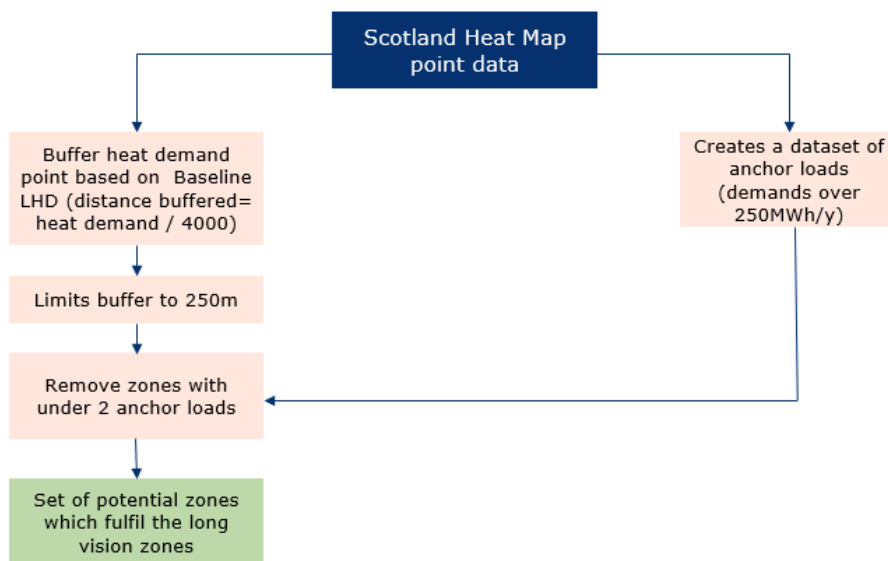 Scotland Heat Map
point data
Buffer heat demand
point based on Baseline
LHD (distance buffered=
heat demand / 4000)
Creates a dataset of
anchor loads
(demands over
250MWh/y)
Limits buffer to 250m
Remove zones with
under 2 anchor loads
Set of potential zones
which fulfil the long
vision zones